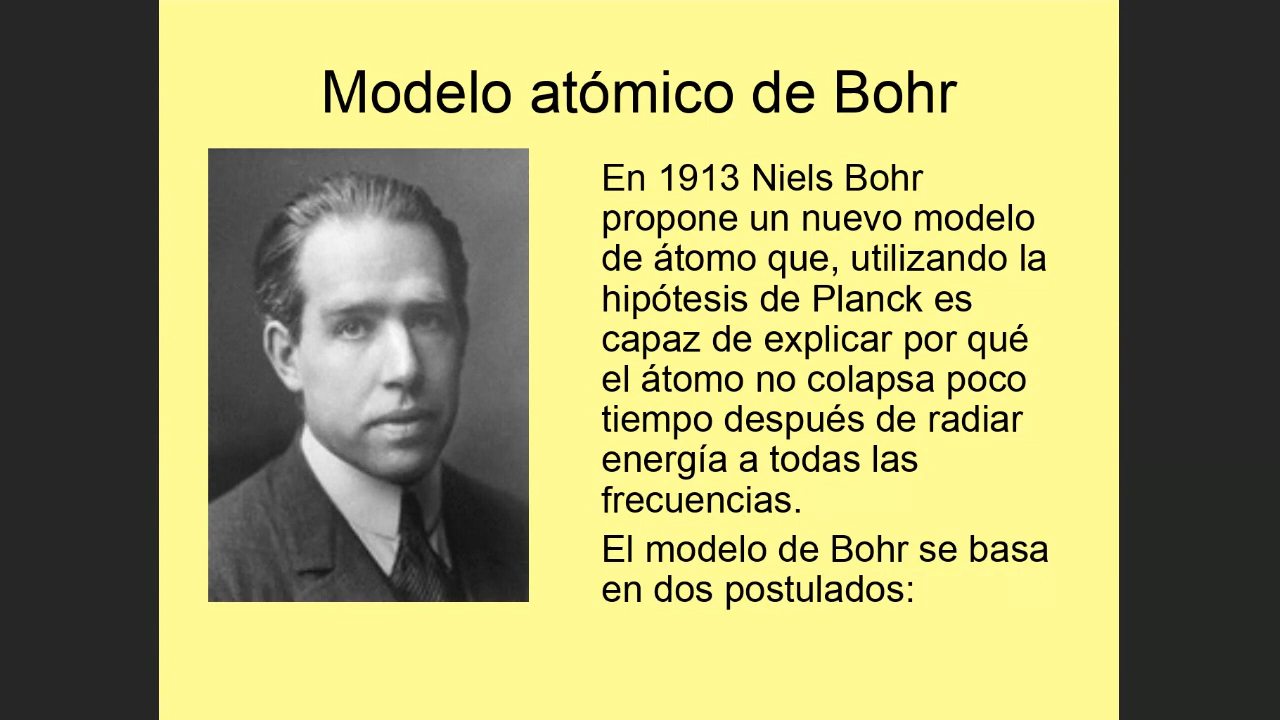 Modelo atómico de Bohr
En 1913 Niels Bohr
propone un nuevo modelo
de átomo que, utilizando la
hipótesis de Planck es
capaz de explicar por qué
el átomo no colapsa poco
tiempo después de radiar
energía a todas las
frecuencias.
El modelo de Bohr se basa
en dos postulados: